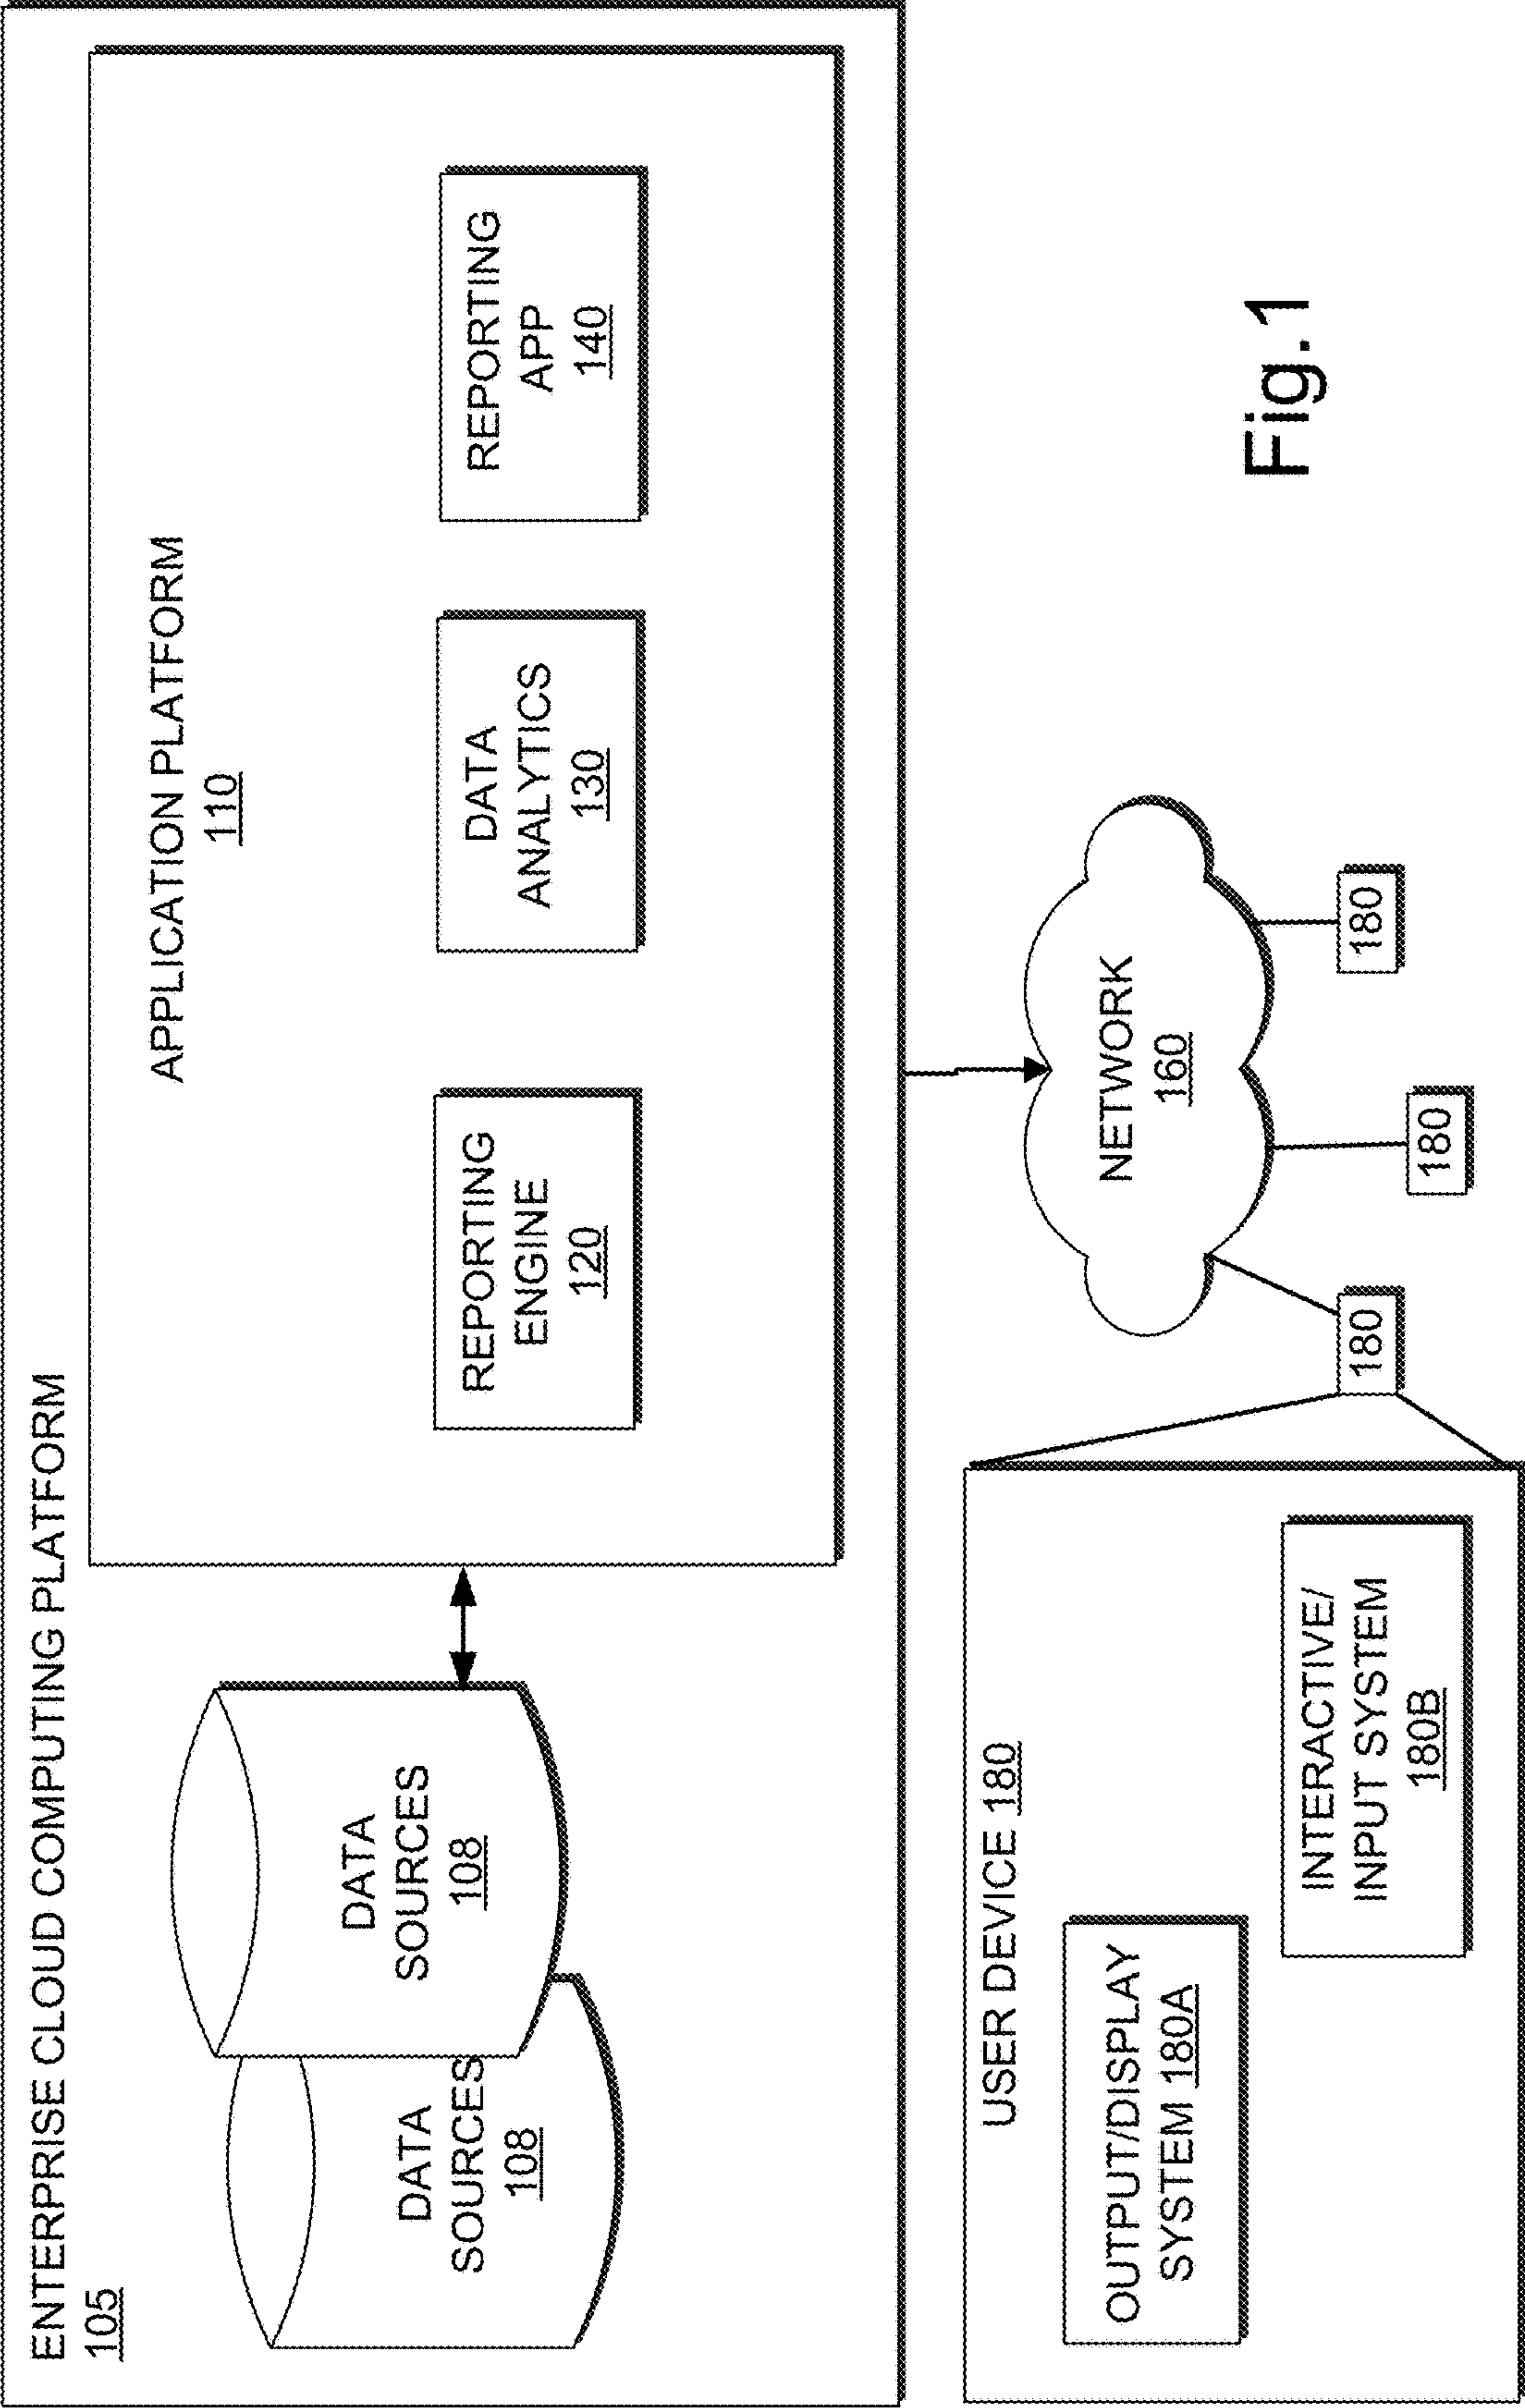 ENTERPRISE CLOUD COMPUTING PLATFORM
105
APPLICATION PLATFORM
110
DATA
SOURCES
108
DATA
SOURCES
108
REPORTING
ENGINE
120
DATA
ANALYTICS
130
REPORTING
APP
140
NETWORK
160
180
180
180
USER DEVICE 180
OUTPUT/DISPLAY
SYSTEM 180A
INTERACTIVE/
INPUT SYSTEM
180B
Fig.1